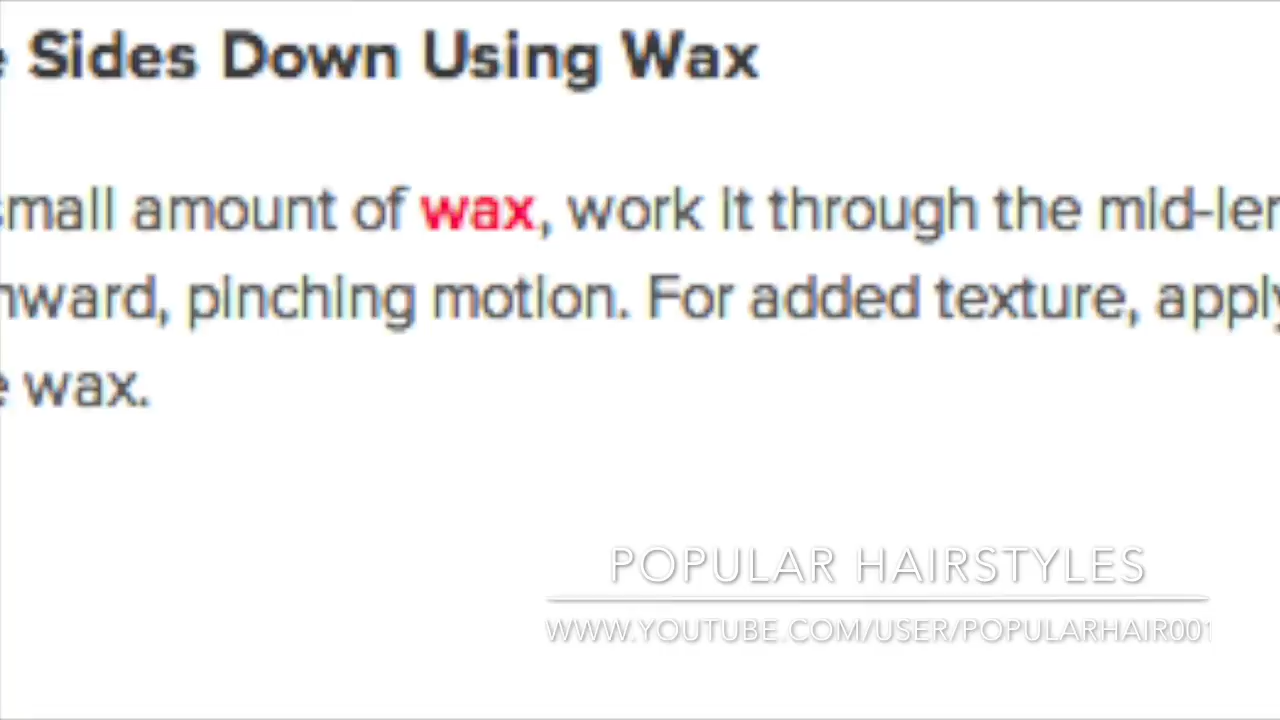 e Sides Down Using Wax
small amount of wax, work it through the mid-len
nward, pinching motion. For added texture, apply
e wax.
POPULAR HAIRSTYLES
WWW.YOUTUBE.COM/USER/POPULARHAIR001